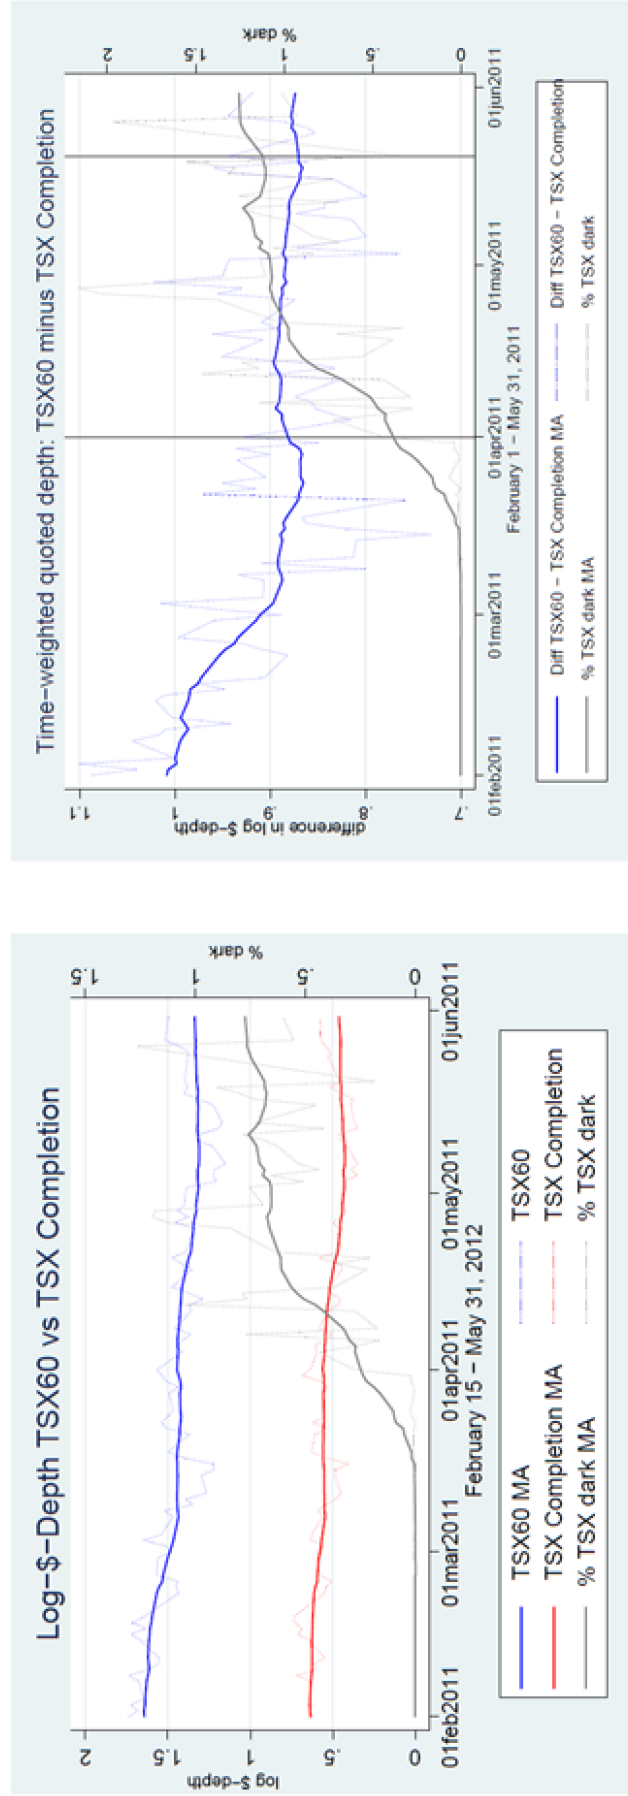 Log-$-Depth TSX60 vs TSX Completion
2
1.5
1
.5
0
log $-depth
1.5
1
.5
0
% dark
01feb2011
01mar2011
01apr2011
01may2011
01jun2011
February 15 - May 31, 2012
TSX60 MA
TSX60
TSX Completion MA
TSX Completion
% TSX dark MA
% TSX dark
Time-weighted quoted depth: TSX60 minus TSX Completion
1.1
1
.9
.8
.7
difference in log $-depth
2
1.5
1
.5
0
% dark
01feb2011
01mar2011
01apr2011
01may2011
01jun2011
February 1 - May 31, 2011
Diff TSX60 - TSX Completion MA
Diff TSX60 - TSX Completion
% TSX dark MA
% TSX dark